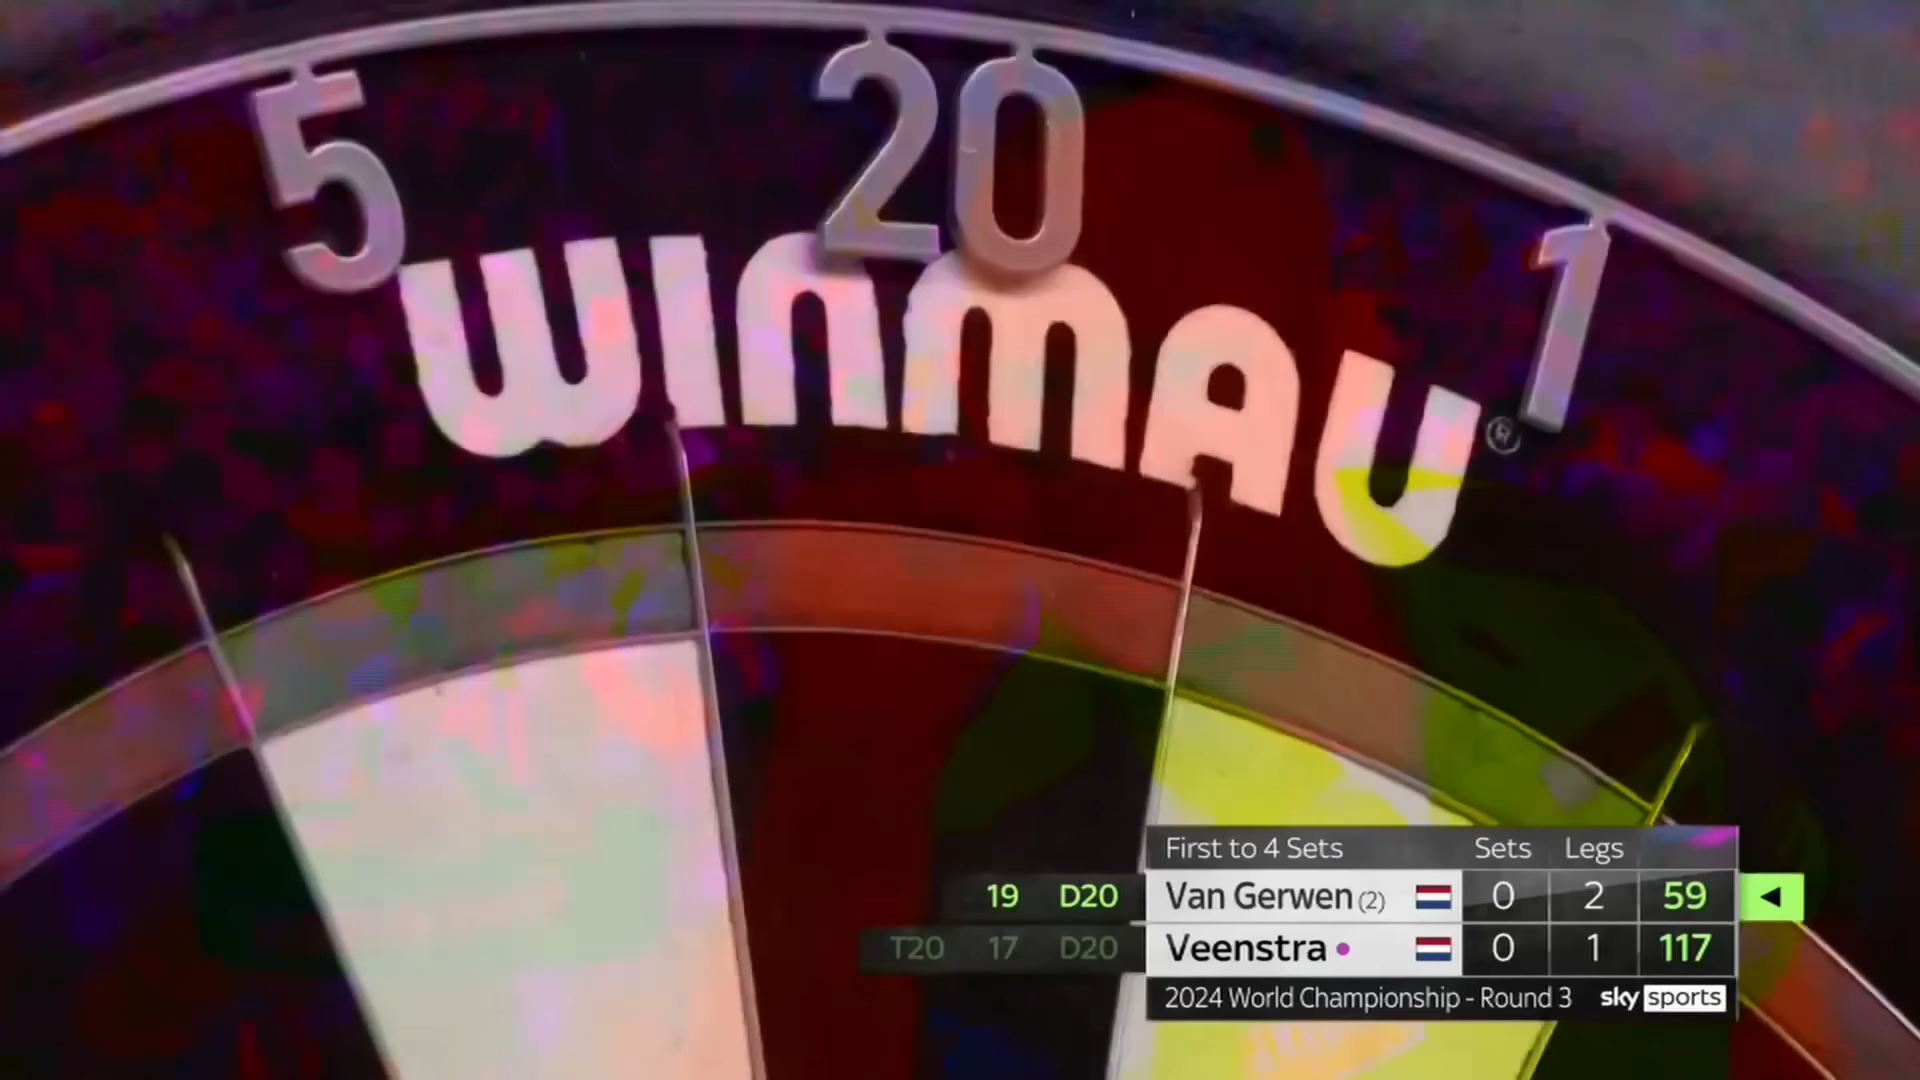 5 20 1
WINMAU ®
First to 4 Sets Sets Legs
19 D20 Van Gerwen (2) 0 2 59 ◄
T20 17 D20 Veenstra • 0 1 117
2024 World Championship - Round 3 sky sports